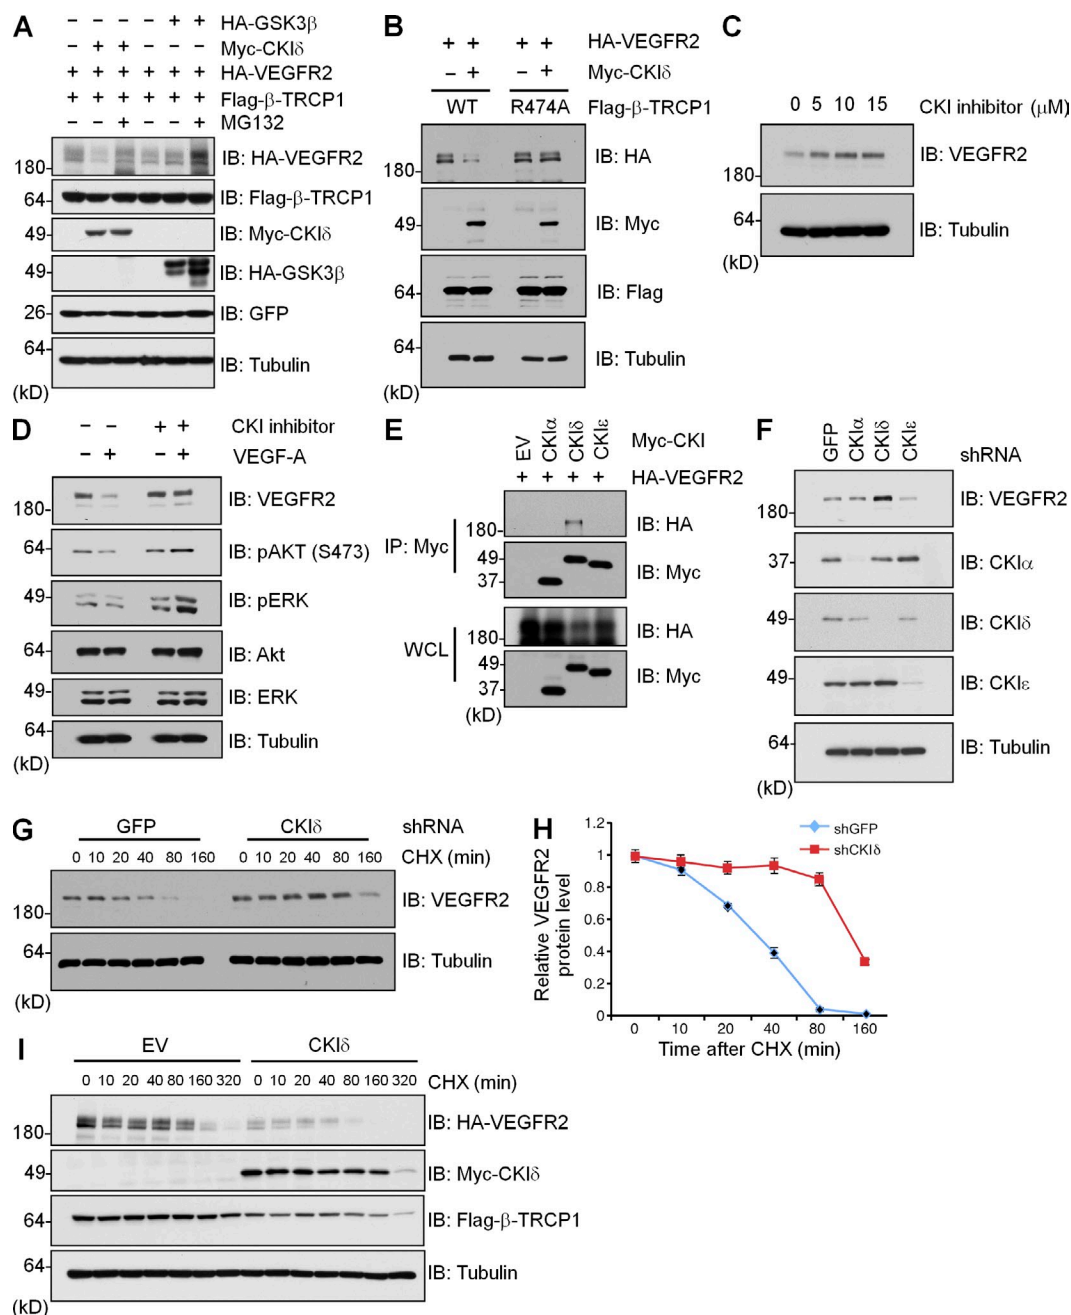 A
− − − − + + HA-GSK3β
− + + − − − Myc-CKIδ
+ + + + + + HA-VEGFR2
+ + + + + + Flag-β-TRCP1
− − + − − + MG132
180 IB: HA-VEGFR2
64 IB: Flag-β-TRCP1
49 IB: Myc-CKIδ
49 IB: HA-GSK3β
26 IB: GFP
64 IB: Tubulin
(kD)
B
+ + + + HA-VEGFR2
− + − + Myc-CKIδ
WT R474A Flag-β-TRCP1
180 IB: HA
49 IB: Myc
64 IB: Flag
64 IB: Tubulin
(kD)
C
0 5 10 15 CKI inhibitor (μM)
180 IB: VEGFR2
64 IB: Tubulin
(kD)
D
− − + + CKI inhibitor
− + − + VEGF-A
180 IB: VEGFR2
64 IB: pAKT (S473)
49 IB: pERK
64 IB: Akt
49 IB: ERK
64 IB: Tubulin
(kD)
E
EV CKIα CKIδ CKIε Myc-CKI
+ + + + HA-VEGFR2
IP: Myc
180 IB: HA
49 IB: Myc
37
WCL
180 IB: HA
49 IB: Myc
37
(kD)
F
GFP CKIα CKIδ CKIε shRNA
180 IB: VEGFR2
37 IB: CKIα
49 IB: CKIδ
49 IB: CKIε
64 IB: Tubulin
(kD)
G
GFP CKIδ shRNA
0 10 20 40 80 160 0 10 20 40 80 160 CHX (min)
180 IB: VEGFR2
64 IB: Tubulin
(kD)
H
Relative VEGFR2
protein level
1.2
1
0.8
0.6
0.4
0.2
0
shGFP
shCKIδ
0 10 20 40 80 160
Time after CHX (min)
I
EV CKIδ
0 10 20 40 80 160 320 0 10 20 40 80 160 320 CHX (min)
180 IB: HA-VEGFR2
49 IB: Myc-CKIδ
64 IB: Flag-β-TRCP1
64 IB: Tubulin
(kD)